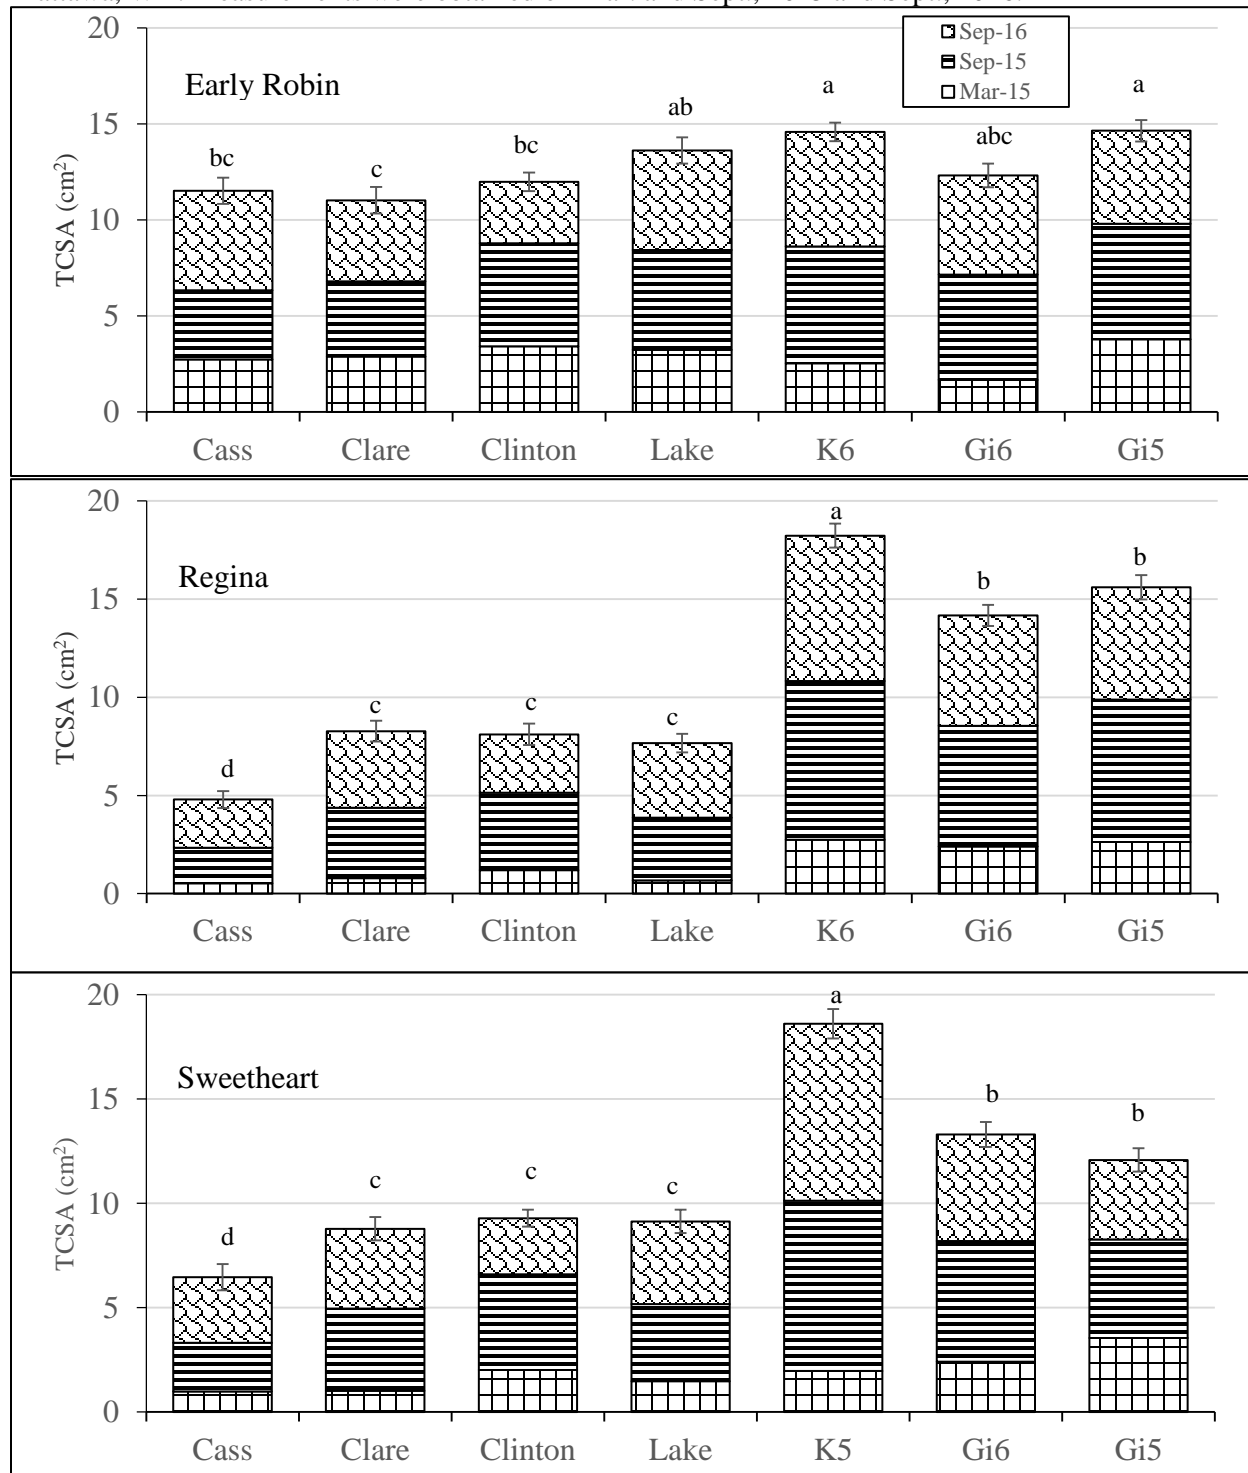 20
Sep-16
Sep-15
Mar-15
Early Robin
a
a
ab
abc
15
bc
bc
c
TCSA (cm²)
10
5
0
Cass Clare Clinton Lake K6 Gi6 Gi5
20
a
Regina
b
b
15
TCSA (cm²)
10
c
c
c
d
5
0
Cass Clare Clinton Lake K6 Gi6 Gi5
20
a
Sweetheart
15
b
b
TCSA (cm²)
10
c
c
c
d
5
0
Cass Clare Clinton Lake K5 Gi6 Gi5